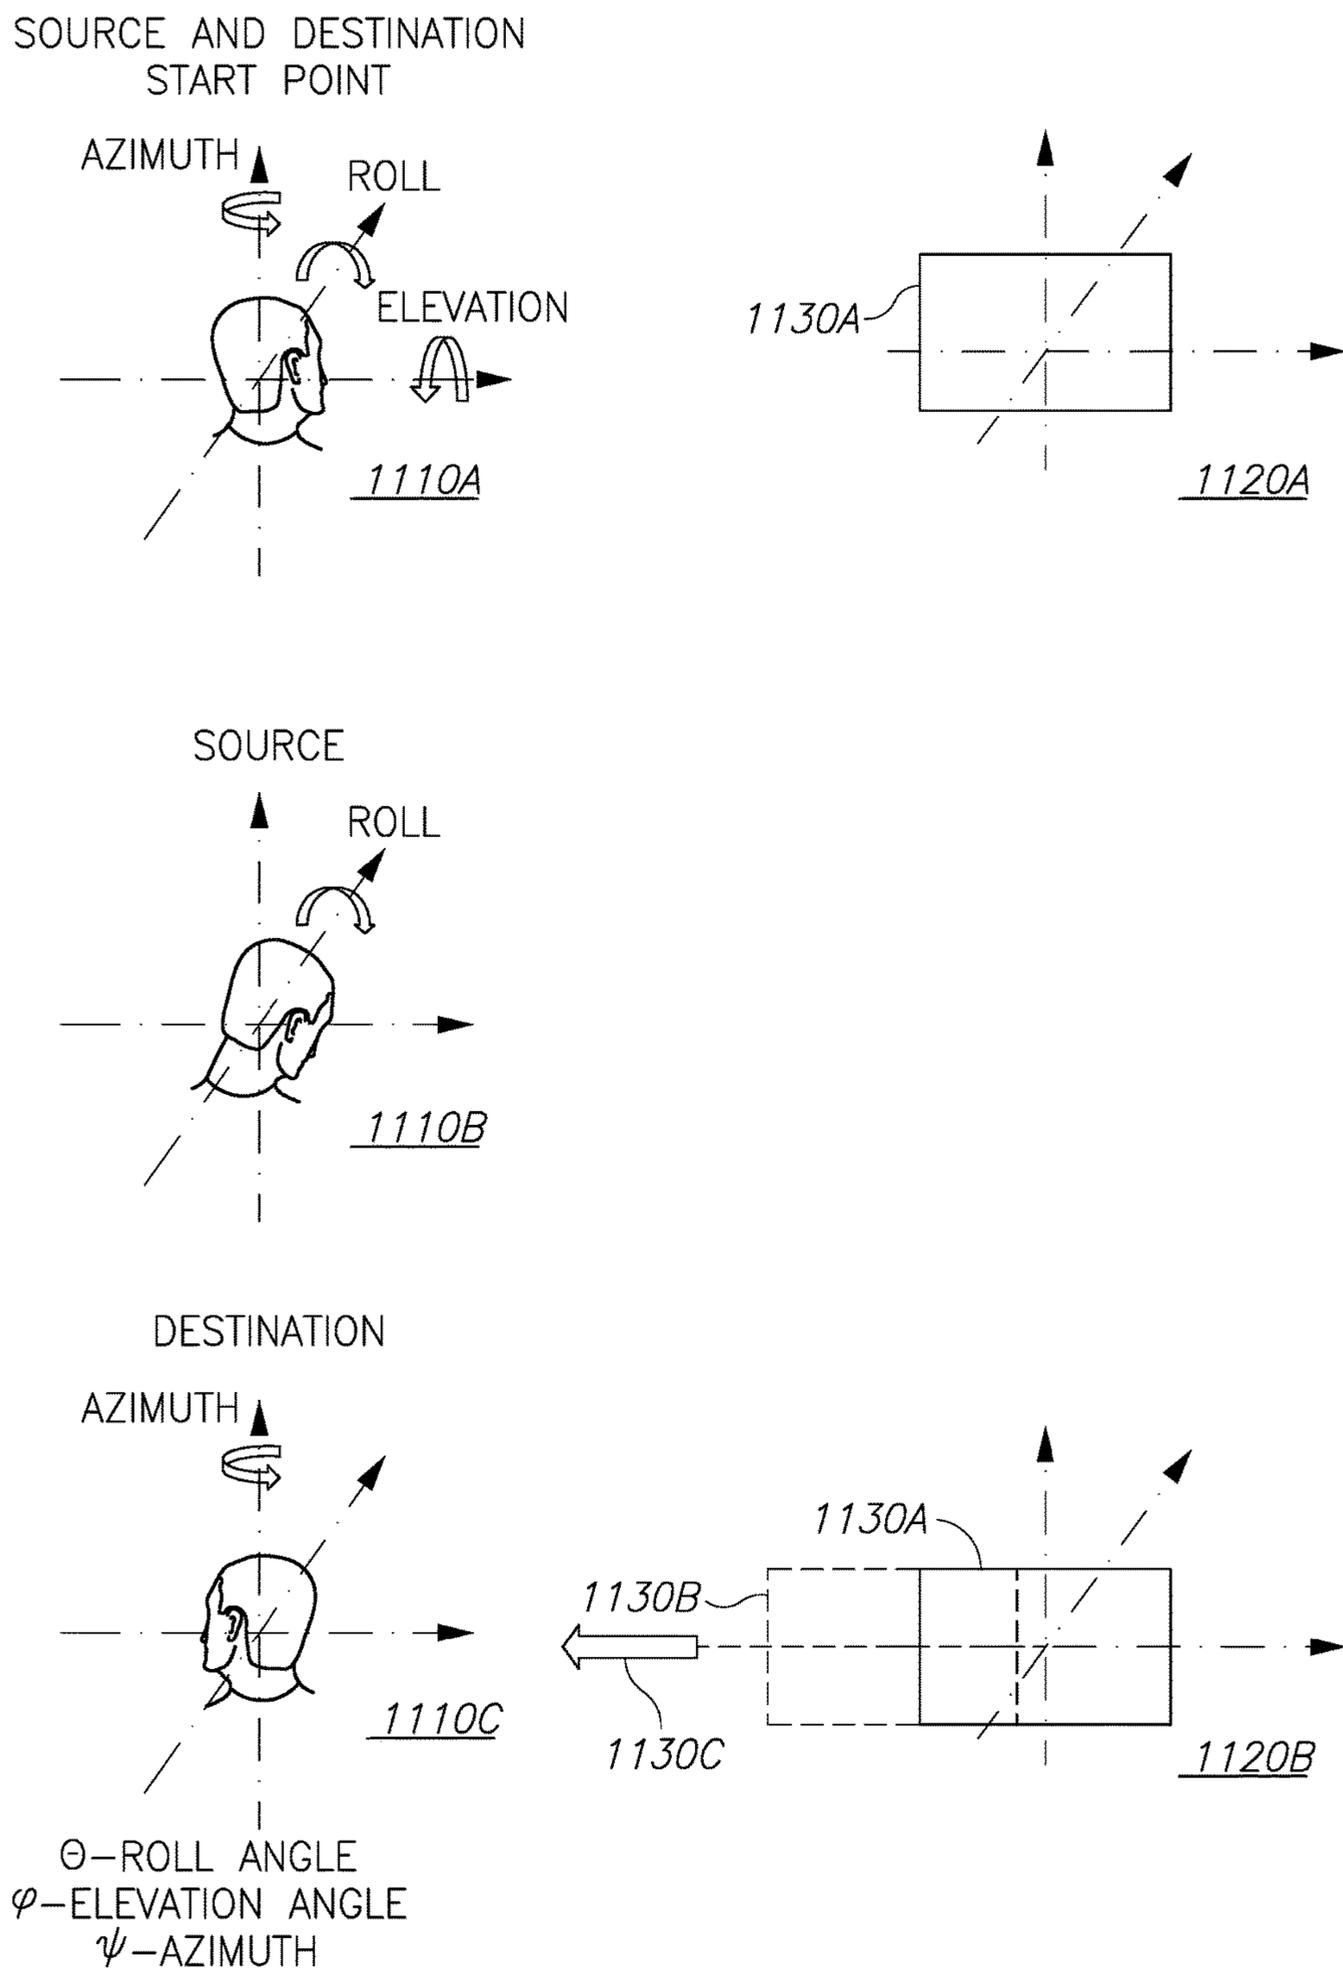 SOURCE AND DESTINATION
START POINT
AZIMUTH
ROLL
ELEVATION
1130A
1110A
1120A
SOURCE
ROLL
1110B
DESTINATION
AZIMUTH
1130A
1130B
1130C
1110C
1120B
Θ-ROLL ANGLE
φ-ELEVATION ANGLE
ψ-AZIMUTH